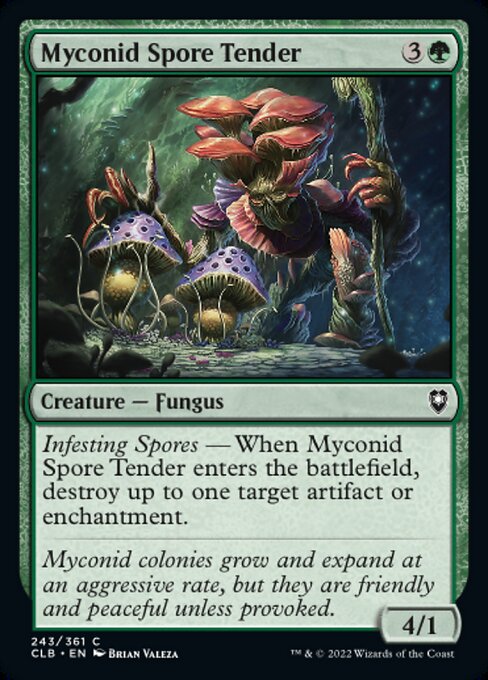 Myconid Spore Tender 3
Creature — Fungus
Infesting Spores — When Myconid
Spore Tender enters the battlefield,
destroy up to one target artifact or
enchantment.
Myconid colonies grow and expand at
an aggressive rate, but they are friendly
and peaceful unless provoked.
4/1
243/361 C
CLB • EN Brian Valeza
™ & © 2022 Wizards of the Coast